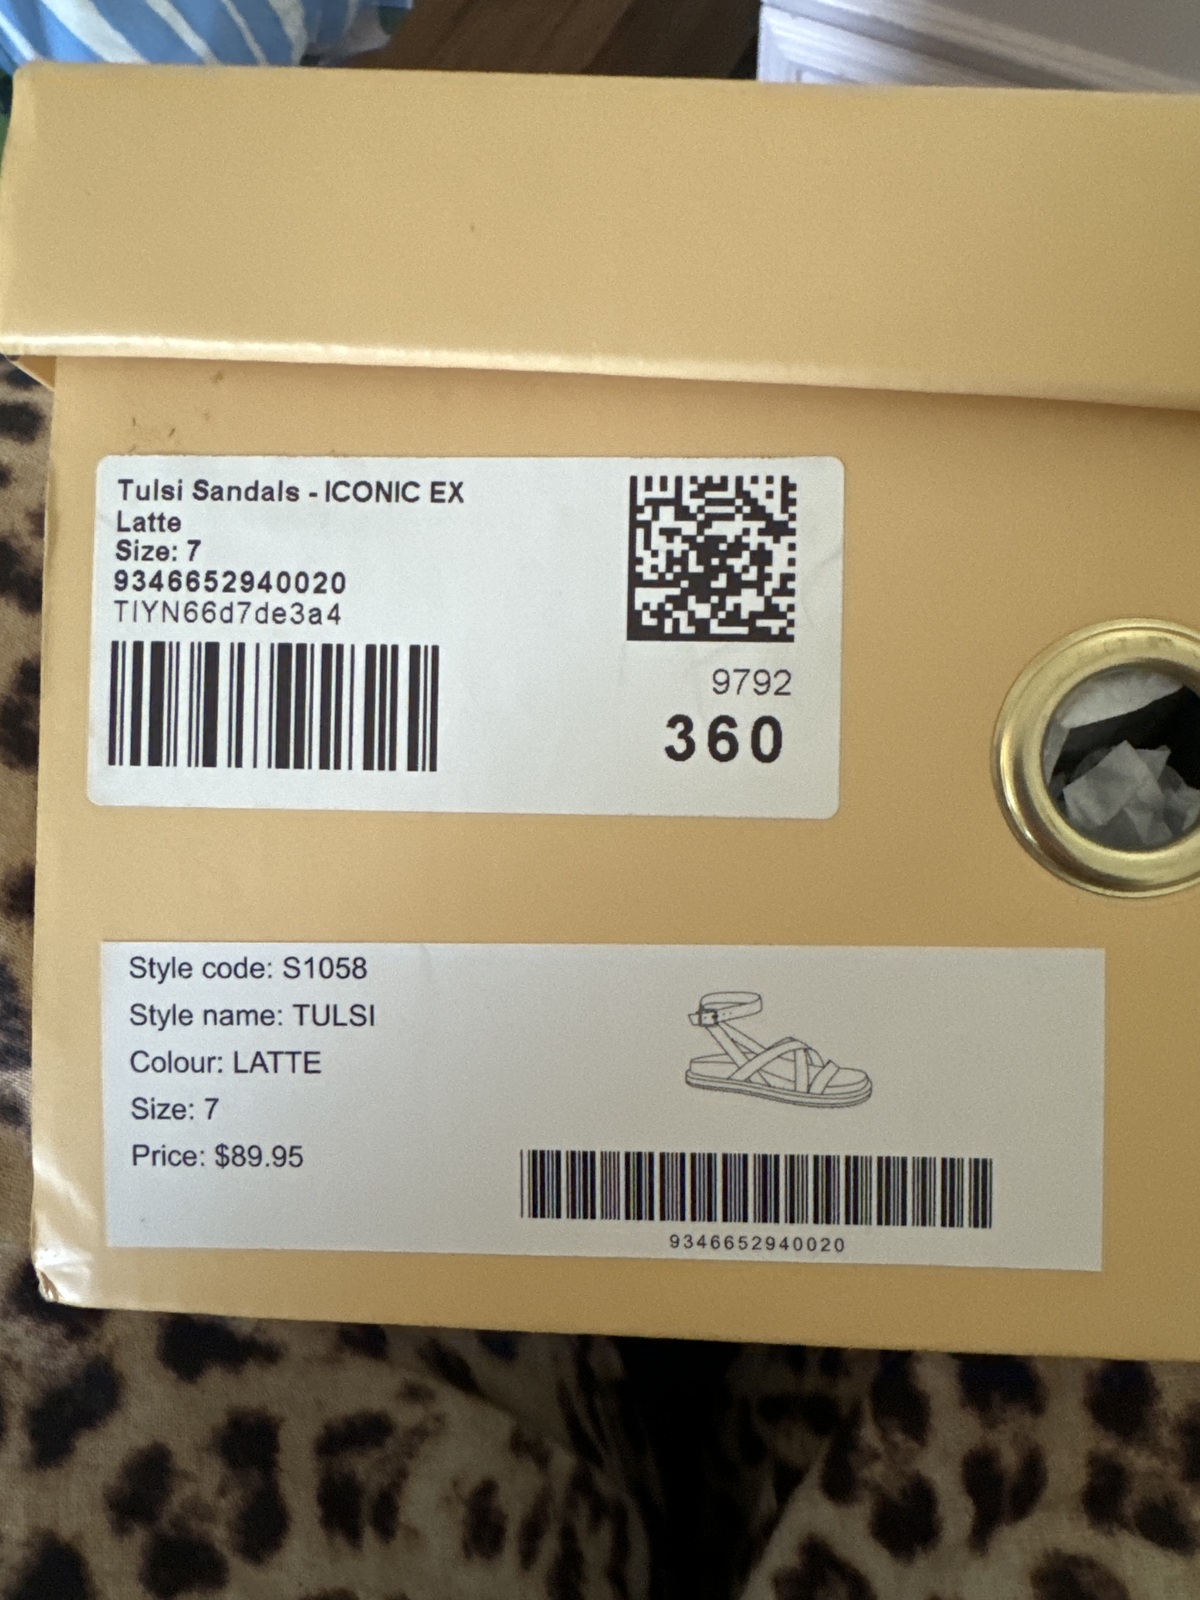 Tulsi Sandals - ICONIC EX
Latte
Size: 7
9346652940020
TIYN66d7de3a4
9792
360
Style code: S1058
Style name: TULSI
Colour: LATTE
Size: 7
Price: $89.95
9346652940020